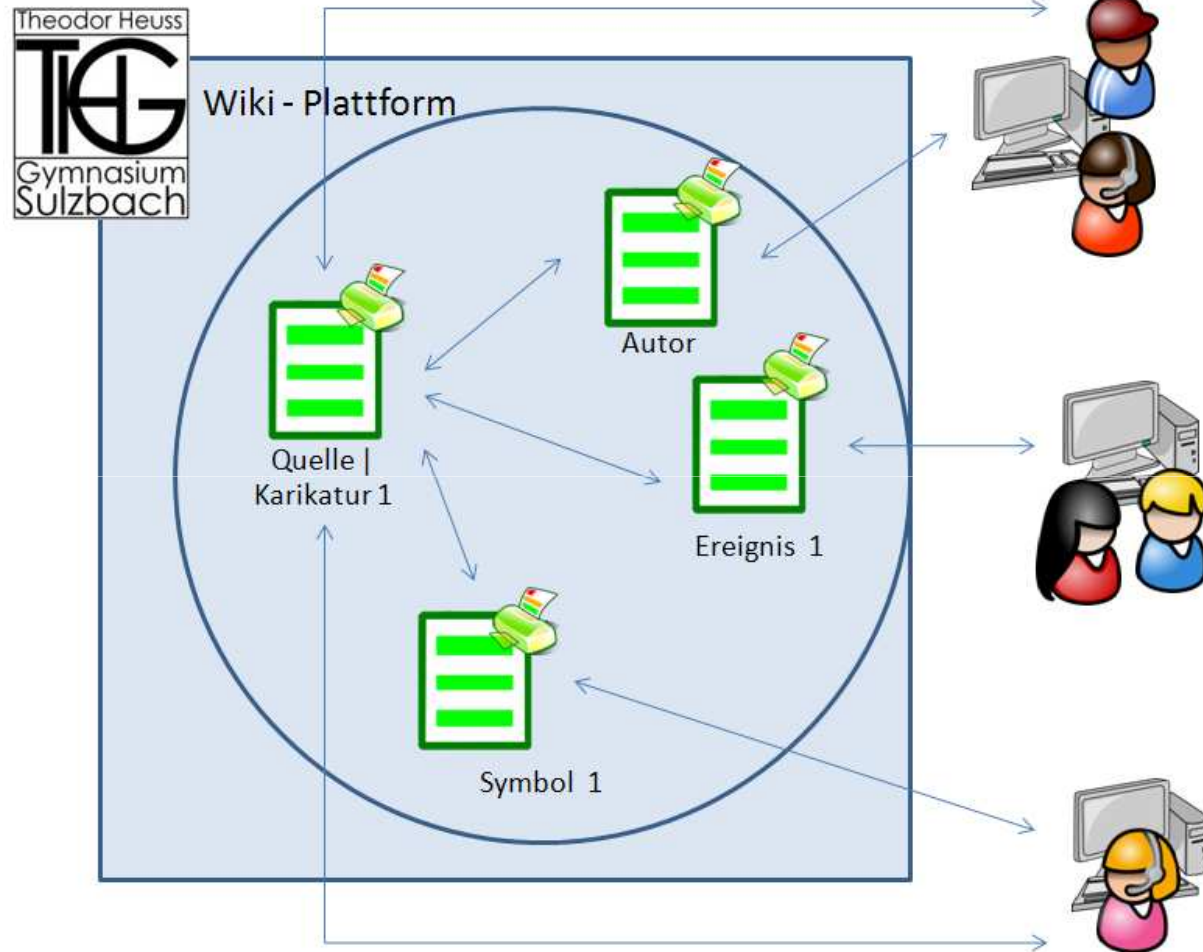 Theodor Heuss
THG
Gymnasium
Sulzbach
Wiki - Plattform
Autor
Quelle |
Karikatur 1
Ereignis 1
Symbol 1